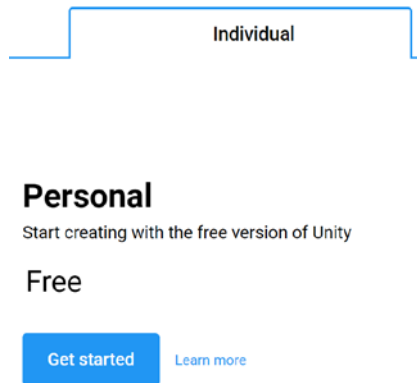 Individual
Personal
Start creating with the free version of Unity
Free
Get started Learn more